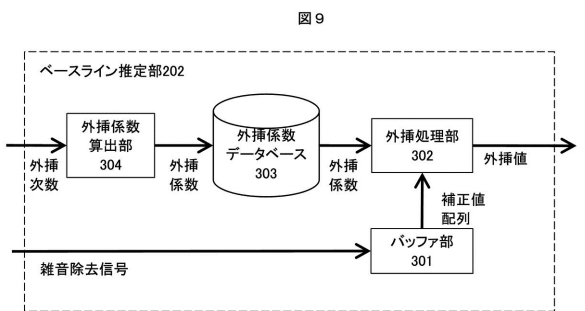 図９
ベースライン推定部202
外挿係数
算出部
304
外挿係数
データベース
303
外挿処理部
302
外挿
次数
外挿
係数
外挿
係数
外挿値
補正値
配列
バッファ部
301
雑音除去信号